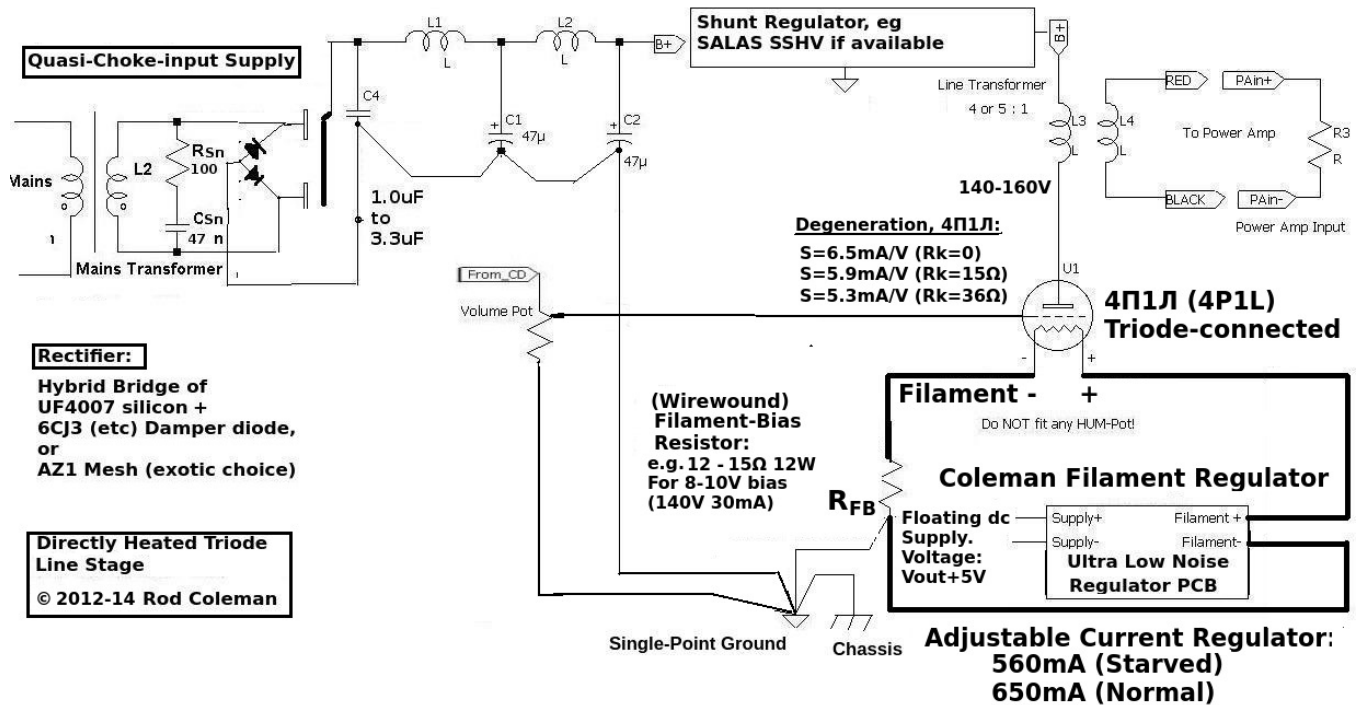 Quasi-Choke-input Supply
L1
L
L2
L
B+
Shunt Regulator, eg
SALAS SSHV if available
B+
Line Transformer
4 or 5 : 1
L3
L
L4
L
RED
BLACK
PAin+
PAin-
To Power Amp
R3
R
Power Amp Input
Mains
L2
RSn
100
CSn
47 n
Mains Transformer
C4
C1
+
47µ
C2
+
47µ
1.0uF
to
3.3uF
140-160V
Degeneration, 4П1Л:
S=6.5mA/V (Rk=0)
S=5.9mA/V (Rk=15Ω)
S=5.3mA/V (Rk=36Ω)
From_CD
Volume Pot
U1
4П1Л (4P1L)
Triode-connected
- +
Filament - +
Do NOT fit any HUM-Pot!
Rectifier:
Hybrid Bridge of
UF4007 silicon +
6CJ3 (etc) Damper diode,
or
AZ1 Mesh (exotic choice)
(Wirewound)
Filament-Bias
Resistor:
e.g. 12 - 15Ω 12W
For 8-10V bias
(140V 30mA)
RFB
Coleman Filament Regulator
Floating dc
Supply.
Voltage:
Vout+5V
Supply+
Supply-
Filament +
Filament-
Ultra Low Noise
Regulator PCB
Directly Heated Triode
Line Stage
© 2012-14 Rod Coleman
Single-Point Ground
Chassis
Adjustable Current Regulator:
560mA (Starved)
650mA (Normal)